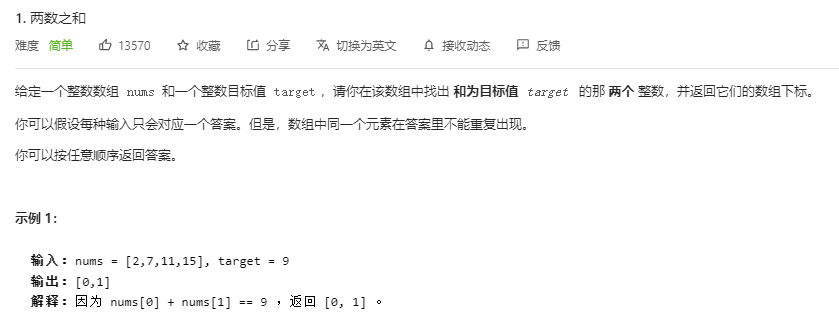 1. 两数之和
难度 简单 13570 收藏 分享 切换为英文 接收动态 反馈
给定一个整数数组 nums 和一个整数目标值 target，请你在该数组中找出 和为目标值 target 的那 两个 整数，并返回它们的数组下标。
你可以假设每种输入只会对应一个答案。但是，数组中同一个元素在答案里不能重复出现。
你可以按任意顺序返回答案。
示例 1：
输入：nums = [2,7,11,15], target = 9
输出：[0,1]
解释：因为 nums[0] + nums[1] == 9 ，返回 [0, 1] 。